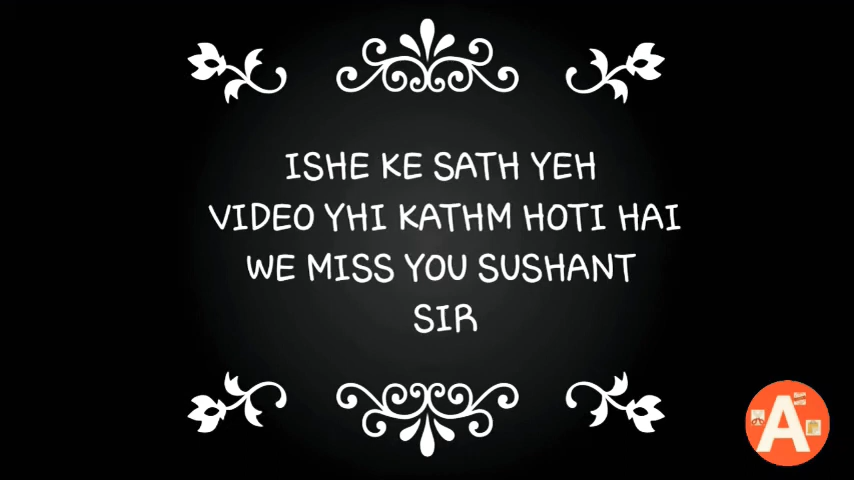 ISHE KE SATH YEH
VIDEO YHI KATHM HOTI HAI
WE MISS YOU SUSHANT
SIR
A